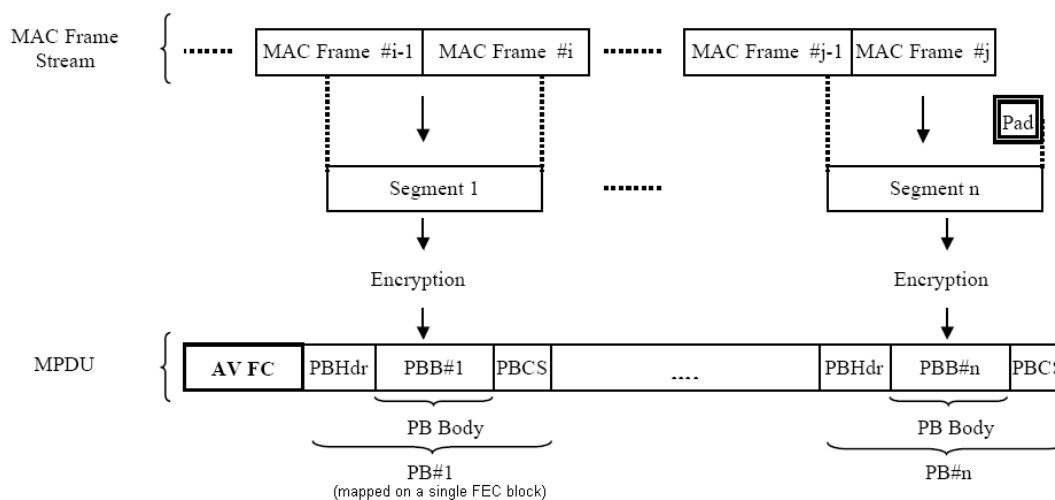 MAC Frame
Stream
MAC Frame #i-1
MAC Frame #i
MAC Frame #j-1
MAC Frame #j
Pad
Segment 1
Segment n
Encryption
Encryption
MPDU
AV FC
PBHdr
PBB#1
PBCS
....
PBHdr
PBB#n
PBCS
PB Body
PB Body
PB#1
PB#n
(mapped on a single FEC block)